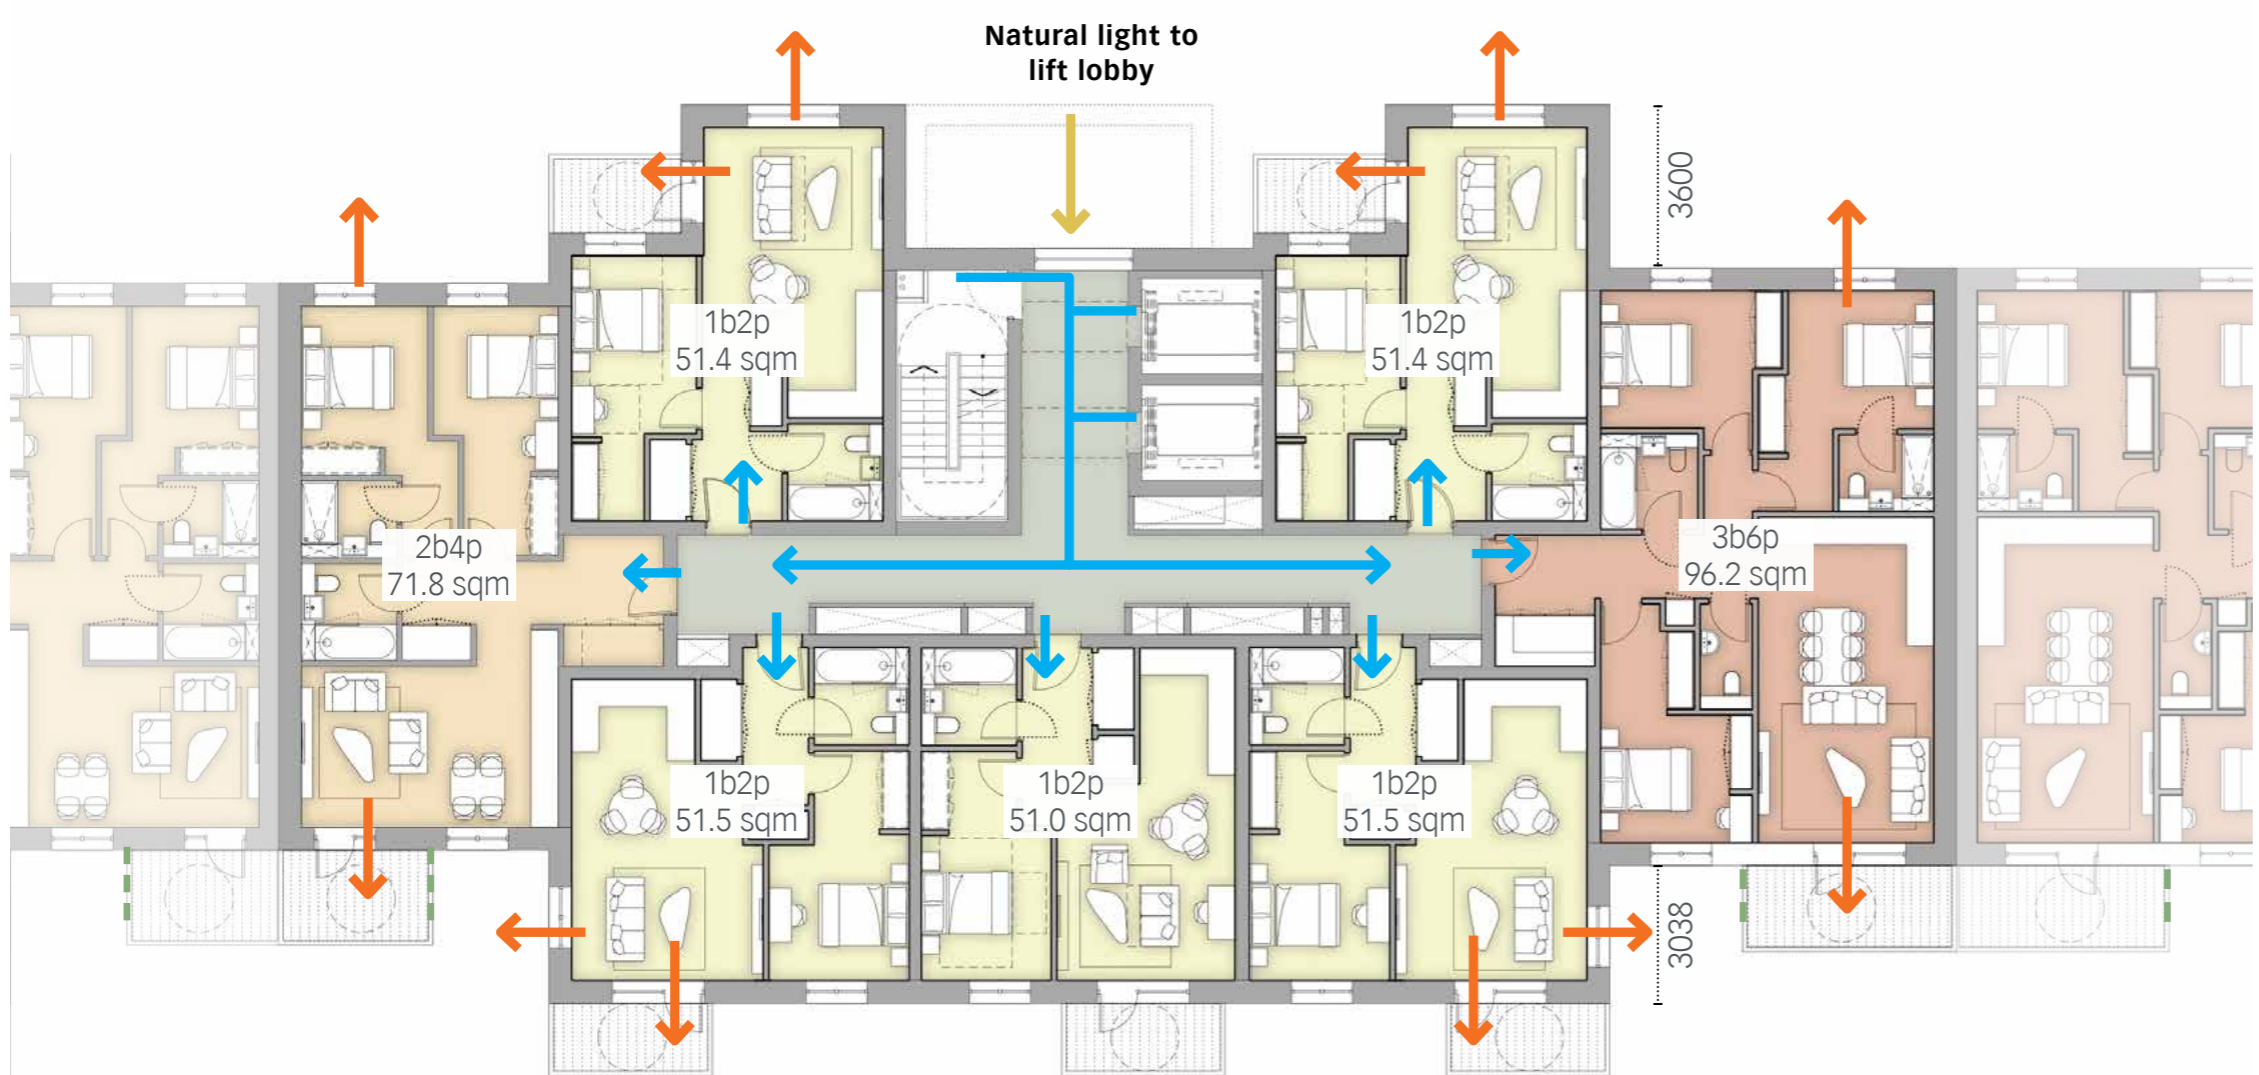 Natural light to
lift lobby
3600
1b2p
51.4 sqm
1b2p
51.4 sqm
2b4p
71.8 sqm
3b6p
96.2 sqm
1b2p
51.5 sqm
1b2p
51.0 sqm
1b2p
51.5 sqm
3038